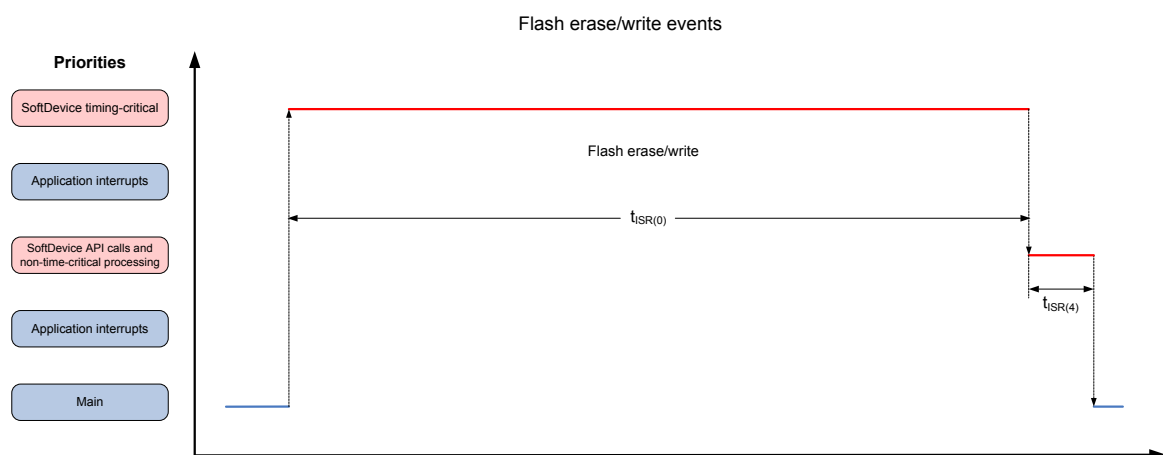 Flash erase/write events
Priorities
SoftDevice timing-critical
Flash erase/write
Application interrupts
tISR(0)
SoftDevice API calls and
non-time-critical processing
tISR(4)
Application interrupts
Main